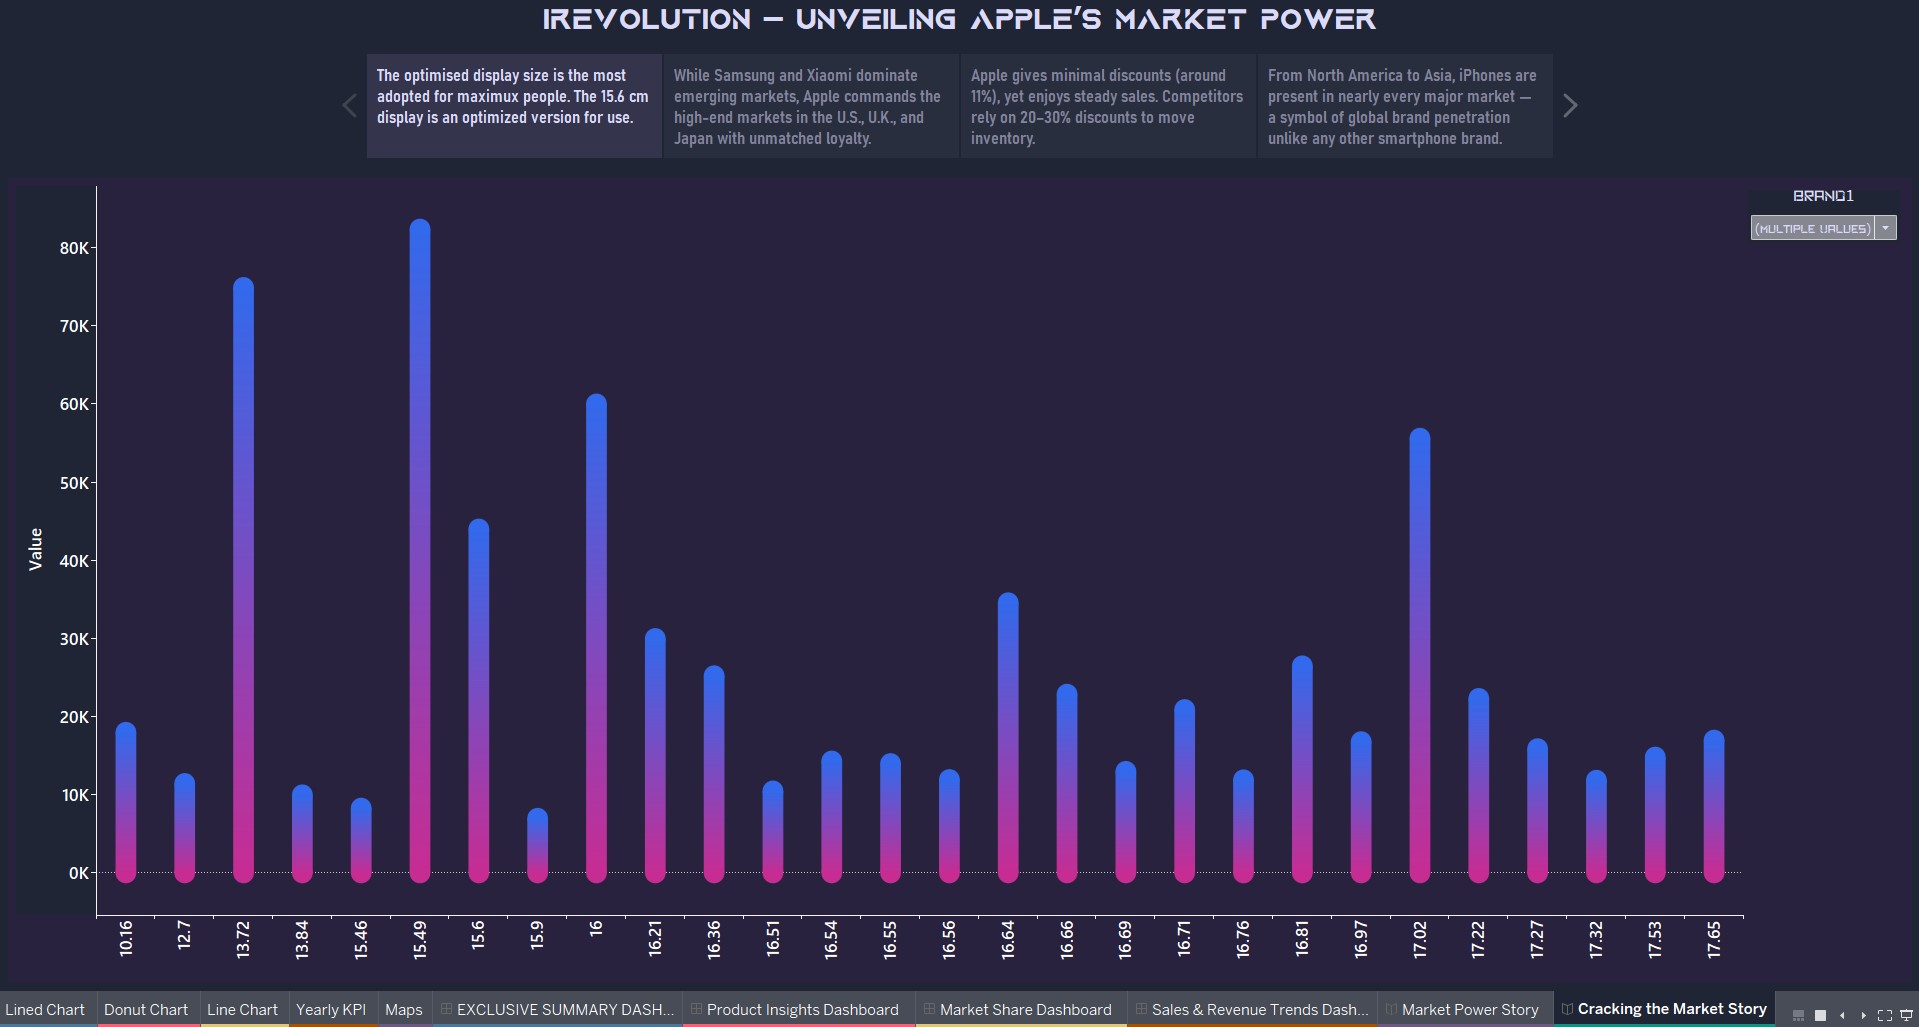 IREVOLUTION – UNVEILING APPLE'S MARKET POWER
The optimised display size is the most
adopted for maximux people. The 15.6 cm
display is an optimized version for use.
While Samsung and Xiaomi dominate
emerging markets, Apple commands the
high-end markets in the U.S., U.K., and
Japan with unmatched loyalty.
Apple gives minimal discounts (around
11%), yet enjoys steady sales. Competitors
rely on 20–30% discounts to move
inventory.
From North America to Asia, iPhones are
present in nearly every major market —
a symbol of global brand penetration
unlike any other smartphone brand.
BRAND1
(MULTIPLE VALUES)
Value
80K
70K
60K
50K
40K
30K
20K
10K
0K
10.16
12.7
13.72
13.84
15.46
15.49
15.6
15.9
16
16.21
16.36
16.51
16.54
16.55
16.56
16.64
16.66
16.69
16.71
16.76
16.81
16.97
17.02
17.22
17.27
17.32
17.53
17.65
Lined Chart
Donut Chart
Line Chart
Yearly KPI
Maps
EXCLUSIVE SUMMARY DASH...
Product Insights Dashboard
Market Share Dashboard
Sales & Revenue Trends Dash...
Market Power Story
Cracking the Market Story